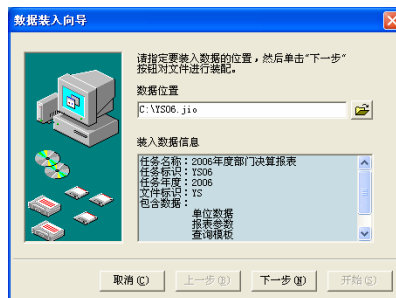 数据装入向导
请指定要装入数据的位置，然后单击“下一步”
按钮对文件进行装配。
数据位置
C:\YS06.jio
装入数据信息
任务名称：2006年度部门决算报表
任务标识：YS06
任务年度：2006
文件标识：YS
包含数据：
单位数据
报表参数
查询模板
取消(C) 上一步(B) 下一步(N) 开始(S)